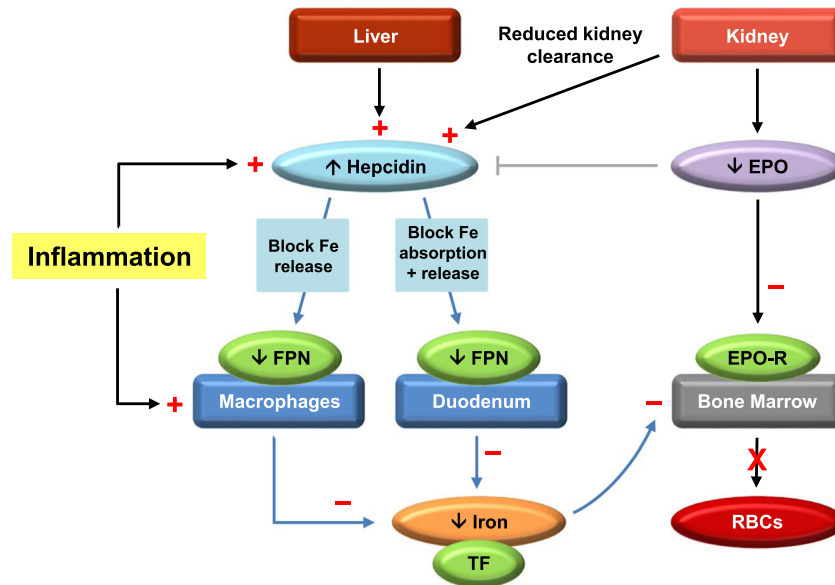 Liver
Reduced kidney
clearance
Kidney
+
+
+
↑ Hepcidin
↓ EPO
Inflammation
Block Fe
release
Block Fe
absorption
+ release
−
↓ FPN
↓ FPN
EPO-R
+
Macrophages
Duodenum
−
Bone Marrow
−
−
X
↓ Iron
RBCs
TF